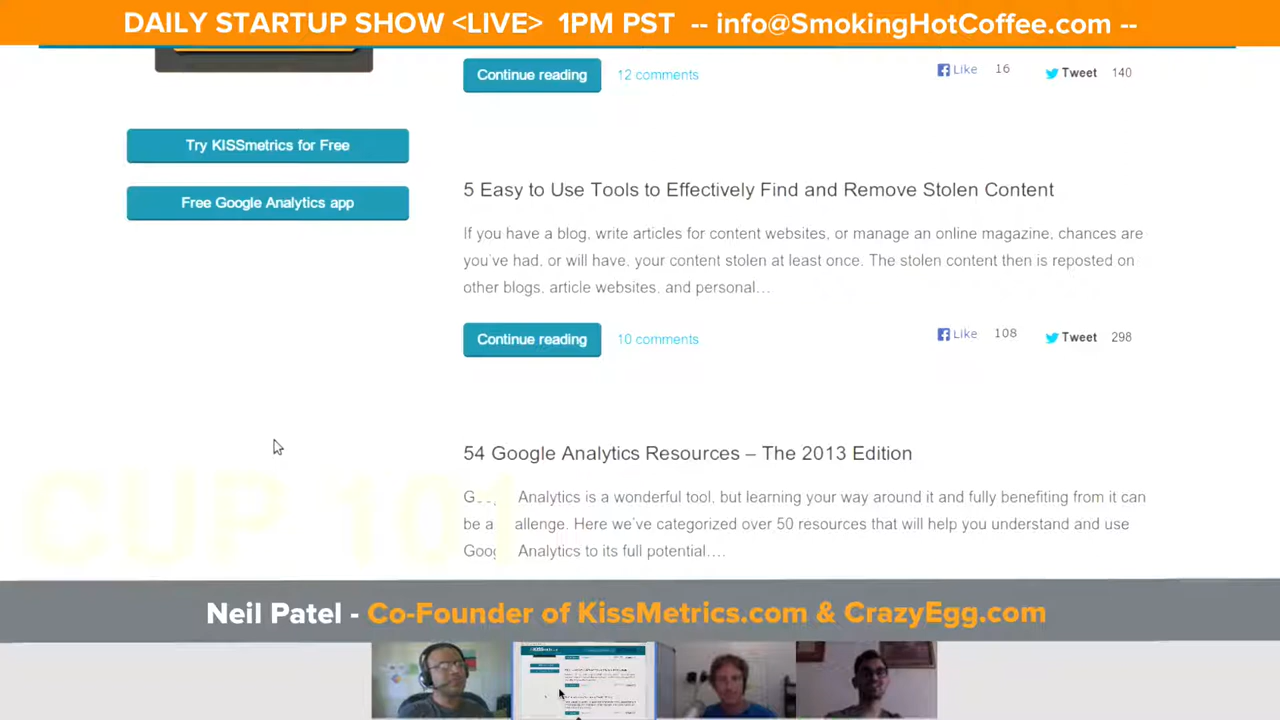 DAILY STARTUP SHOW <LIVE> 1PM PST -- info@SmokingHotCoffee.com --
Continue reading 12 comments Like 16 Tweet 140
Try KISSmetrics for Free
Free Google Analytics app
5 Easy to Use Tools to Effectively Find and Remove Stolen Content
If you have a blog, write articles for content websites, or manage an online magazine, chances are
you've had, or will have, your content stolen at least once. The stolen content then is reposted on
other blogs, article websites, and personal…
Continue reading 10 comments Like 108 Tweet 298
54 Google Analytics Resources – The 2013 Edition
Analytics is a wonderful tool, but learning your way around it and fully benefiting from it can
be a Here we've categorized over 50 resources that will help you understand and use
Analytics to its full potential….
CUP 101
Neil Patel - Co-Founder of KissMetrics.com & CrazyEgg.com